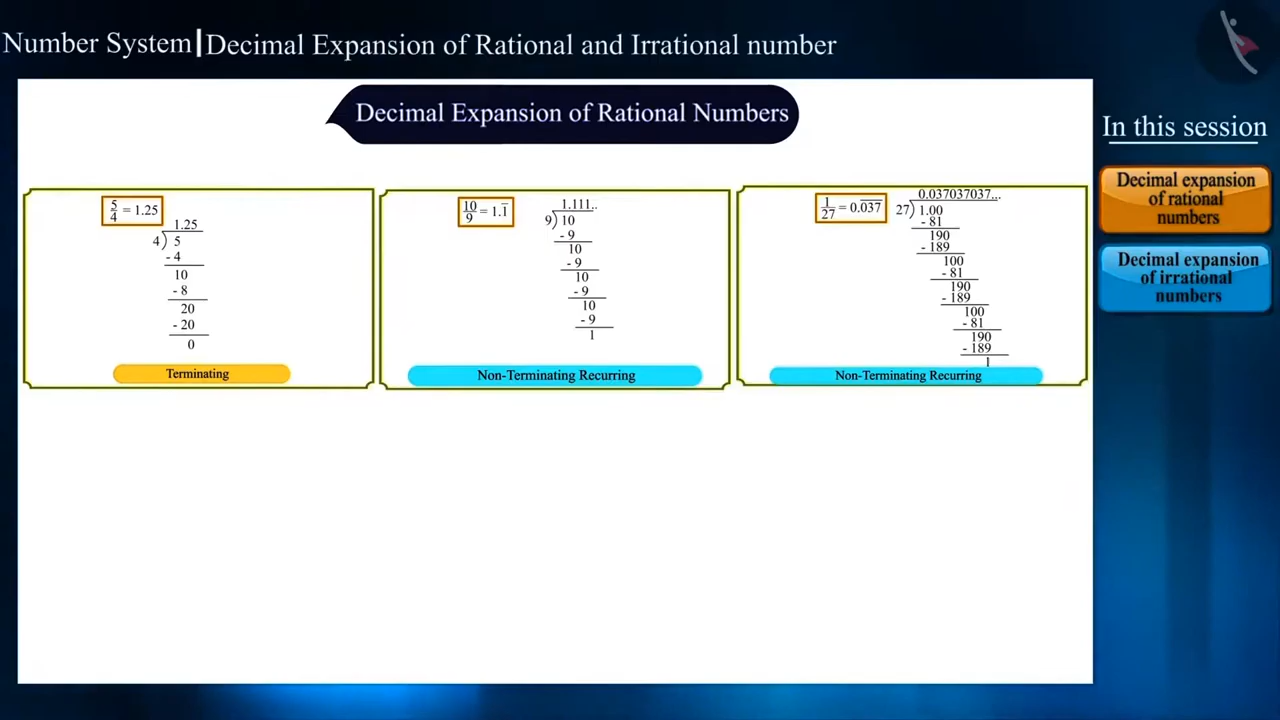 Number System|Decimal Expansion of Rational and Irrational number
Decimal Expansion of Rational Numbers
5/4 = 1.25
1.25
4) 5
- 4
10
- 8
20
- 20
0
Terminating
10/9 = 1.1̅
1.111..
9) 10
- 9
10
- 9
10
- 9
10
- 9
1
Non-Terminating Recurring
1/27 = 0.0̅3̅7̅
0.037037037...
27) 1.00
- 81
190
- 189
100
- 81
190
- 189
100
- 81
190
- 189
1
Non-Terminating Recurring
In this session
Decimal expansion
of rational
numbers
Decimal expansion
of irrational
numbers